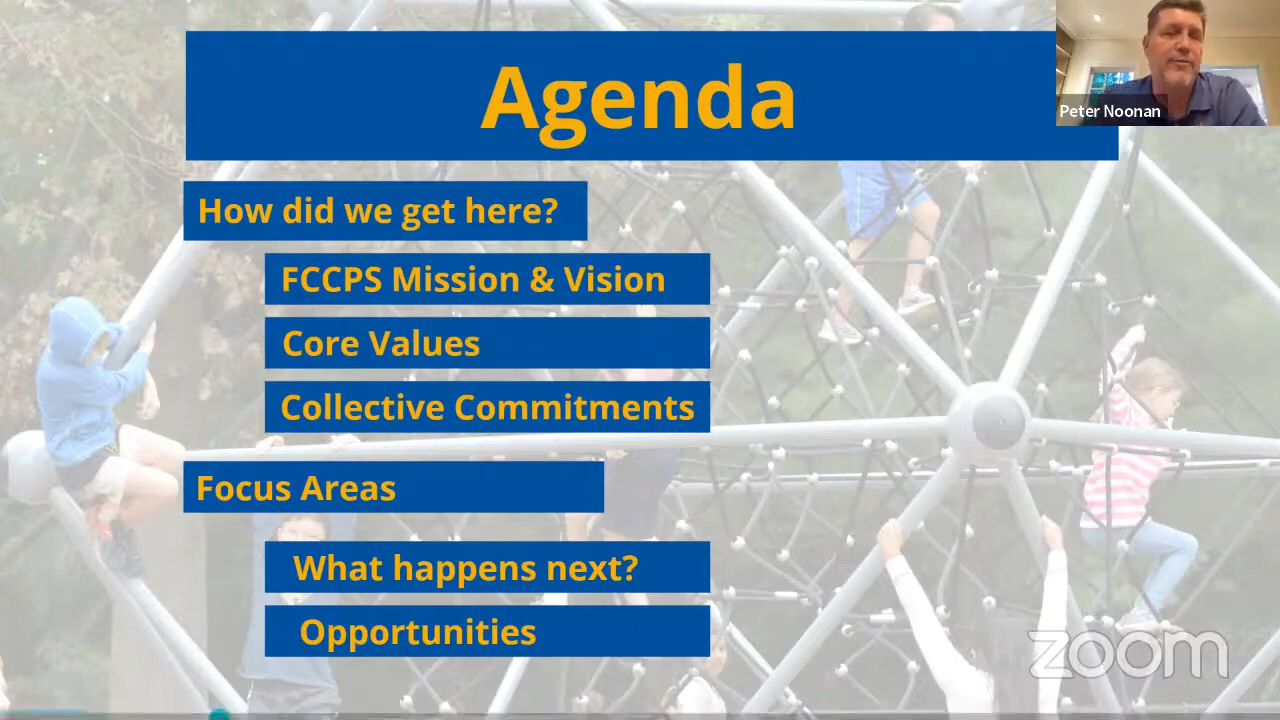 Agenda
Peter Noonan
How did we get here?
FCCPS Mission & Vision
Core Values
Collective Commitments
Focus Areas
What happens next?
Opportunities
zoom